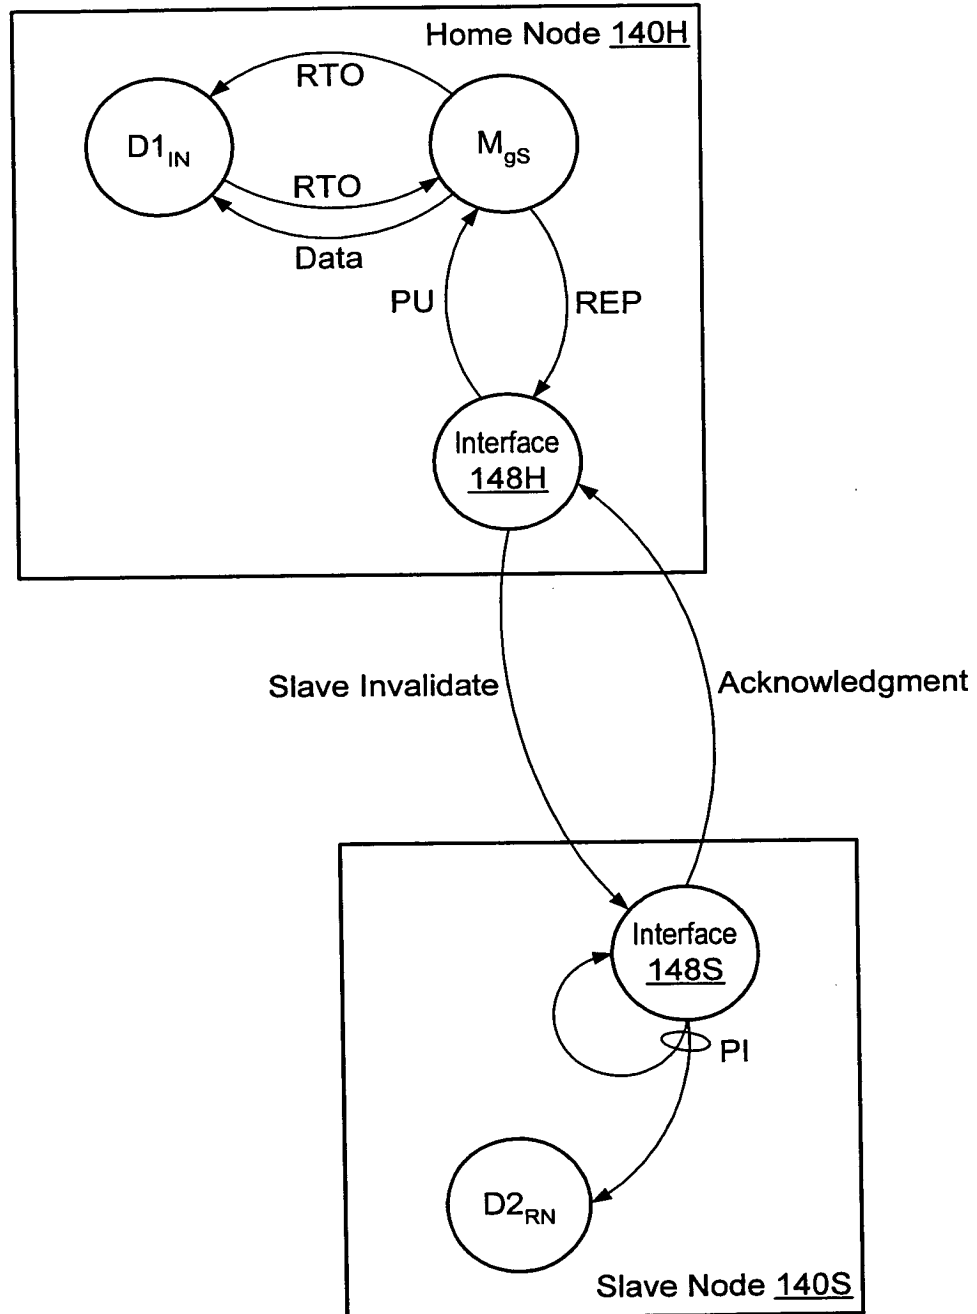 Home Node 140H
RTO
D1IN
MgS
RTO
Data
PU
REP
Interface
148H
Slave Invalidate
Acknowledgment
Interface
148S
PI
D2RN
Slave Node 140S